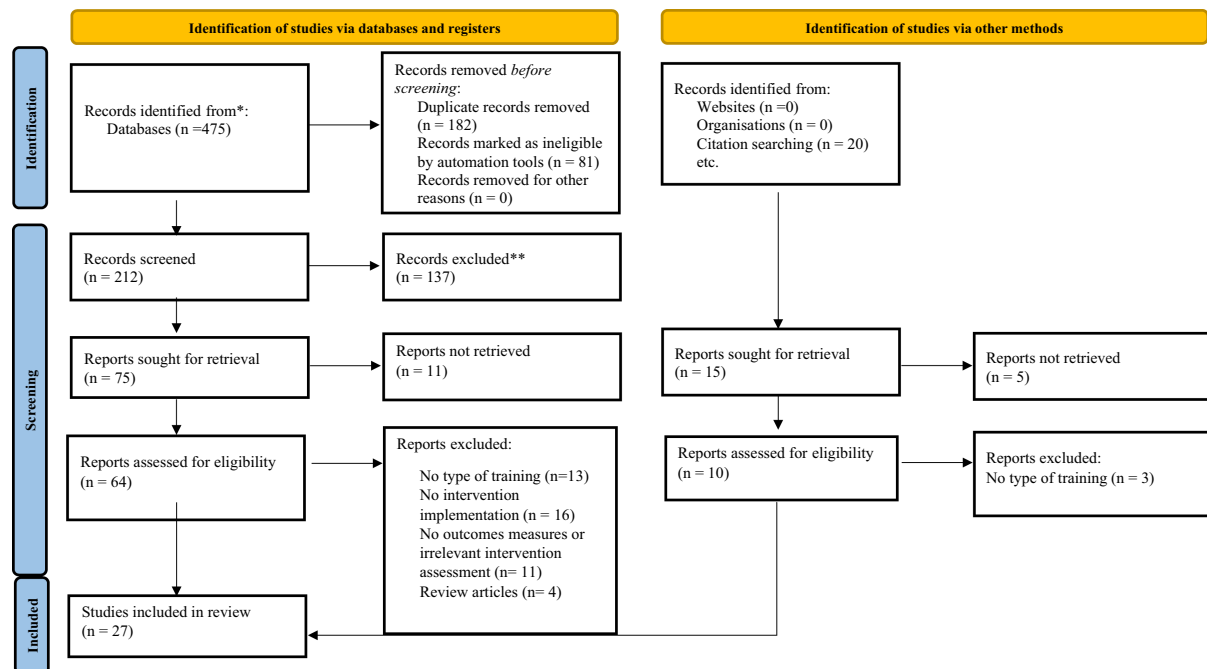 Identification of studies via databases and registers
Identification of studies via other methods
Identification
Records identified from*:
Databases (n =475)
Records removed before
screening:
Duplicate records removed
(n = 182)
Records marked as ineligible
by automation tools (n = 81)
Records removed for other
reasons (n = 0)
Records identified from:
Websites (n =0)
Organisations (n = 0)
Citation searching (n = 20)
etc.
Screening
Records screened
(n = 212)
Records excluded**
(n = 137)
Reports sought for retrieval
(n = 75)
Reports not retrieved
(n = 11)
Reports sought for retrieval
(n = 15)
Reports not retrieved
(n = 5)
Reports assessed for eligibility
(n = 64)
Reports excluded:
No type of training (n=13)
No intervention
implementation (n = 16)
No outcomes measures or
irrelevant intervention
assessment (n= 11)
Review articles (n= 4)
Reports assessed for eligibility
(n = 10)
Reports excluded:
No type of training (n = 3)
Included
Studies included in review
(n = 27)